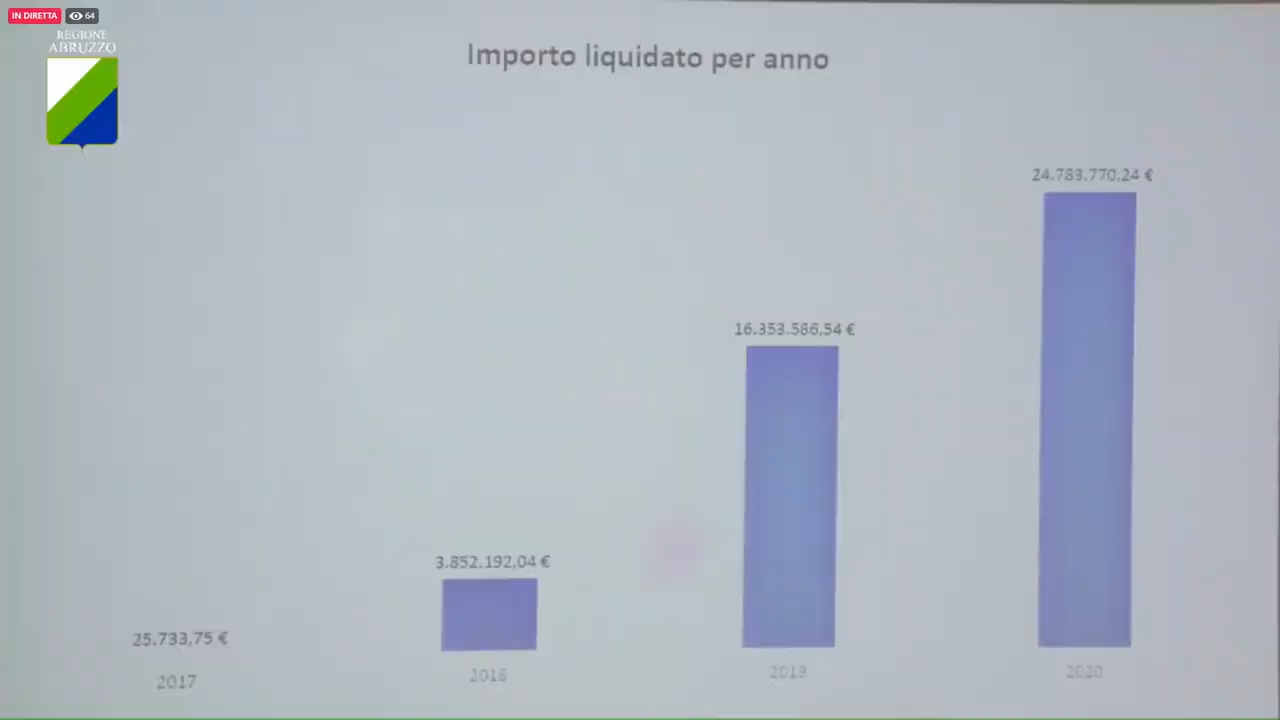 IN DIRETTA 64
REGIONE
ABRUZZO
Importo liquidato per anno
24.783.770,24 €
16.353.586,54 €
3.852.192,04 €
25.733,75 €
2017
2018
2019
2020